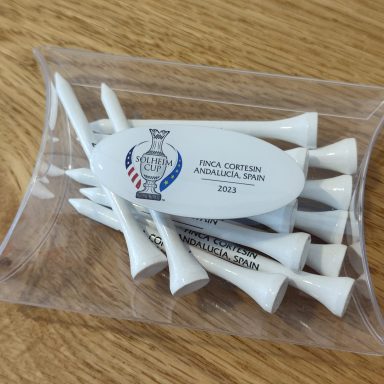 SOLHEIM
CUP
FINCA CORTESIN
ANDALUCÍA, SPAIN
2023
FINCA CORTESIN
ANDALUCÍA, SPAIN